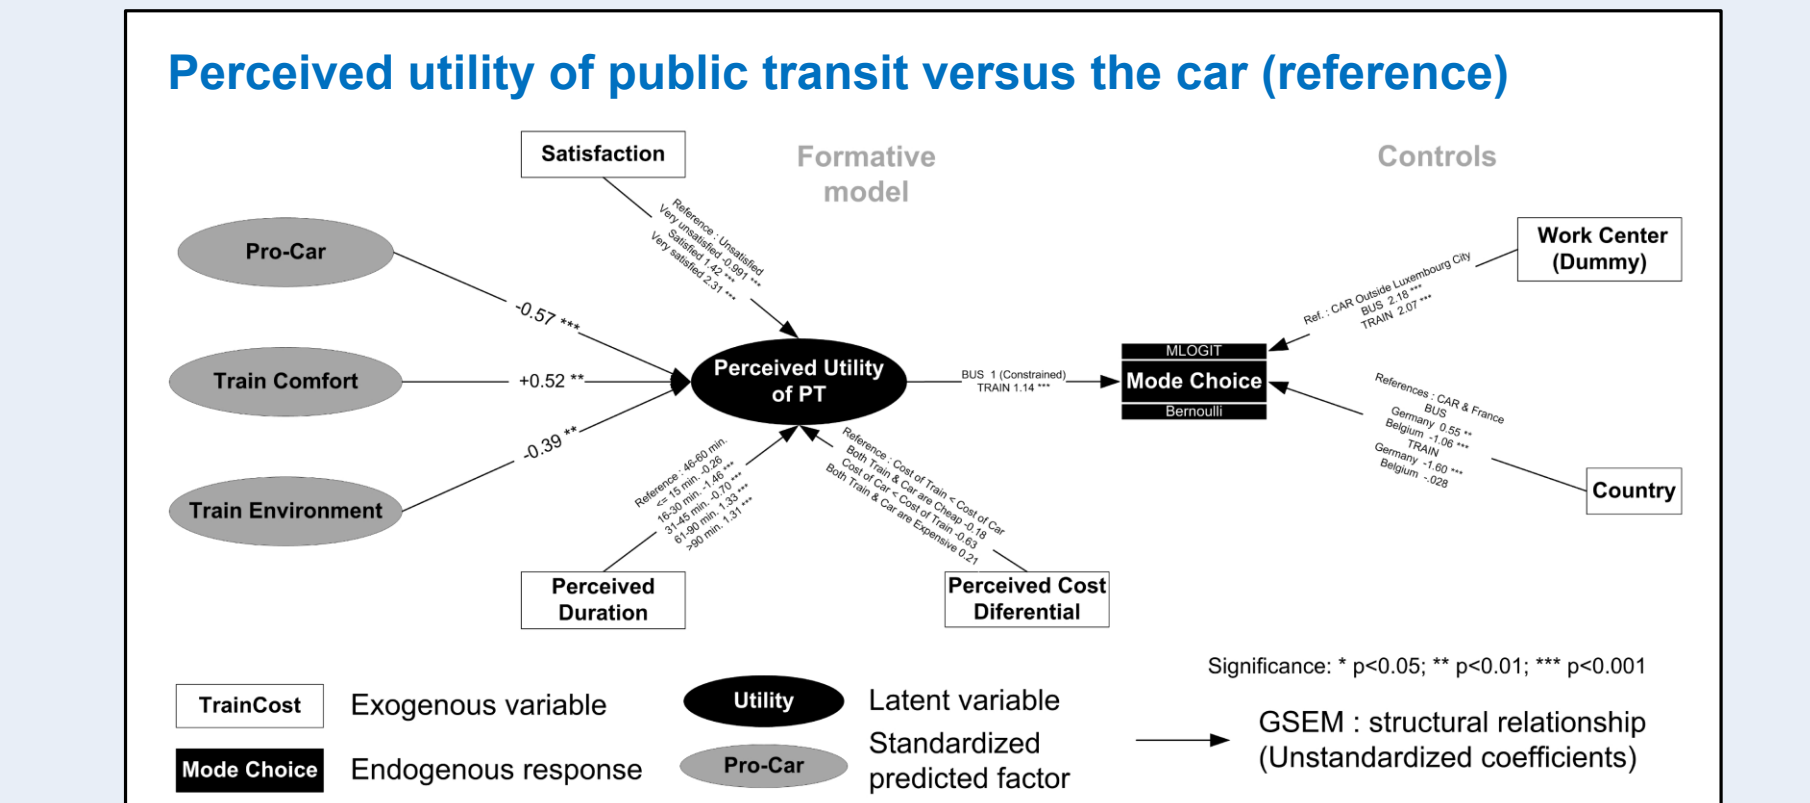 Perceived utility of public transit versus the car (reference)
Satisfaction
Formative
model
Controls
Reference : Unsatisfied
Very unsatisfied -0.991 ***
Satisfied 1.42 ***
Very satisfied 2.31 ***
Pro-Car
-0.57 ***
Train Comfort
+0.52 **
Train Environment
-0.39 **
Perceived Utility
of PT
BUS 1 (Constrained)
TRAIN 1.14 ***
MLOGIT
Mode Choice
Bernoulli
Work Center
(Dummy)
Ref. : CAR Outside Luxembourg City
BUS 2.18 ***
TRAIN 2.07 ***
References : CAR & France
BUS
Germany 0.55 **
Belgium -1.06 ***
TRAIN
Germany -1.60 ***
Belgium -.028
Country
Reference : 46-60 min.
<= 15 min. -0.26
16-30 min. -1.46 ***
31-45 min. -0.70 ***
61-90 min. 1.33 ***
>90 min. 1.31 ***
Perceived
Duration
Reference : Cost of Train < Cost of Car
Both Train & Car are Cheap -0.18
Cost of Car < Cost of Train -0.63
Both Train & Car are Expensive 0.21
Perceived Cost
Diferential
Significance: * p<0.05; ** p<0.01; *** p<0.001
TrainCost
Exogenous variable
Utility
Latent variable
GSEM : structural relationship
(Unstandardized coefficients)
Mode Choice
Endogenous response
Pro-Car
Standardized
predicted factor